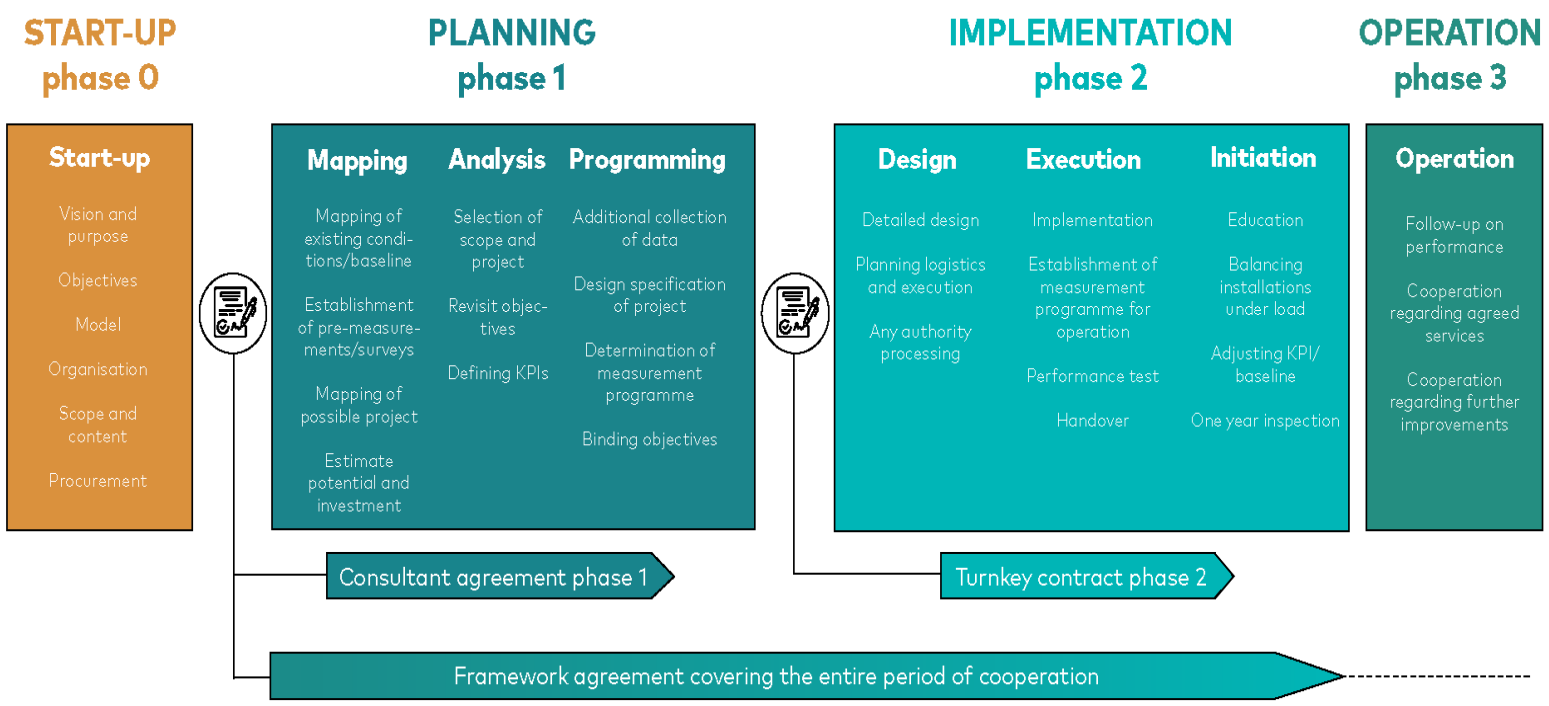 START-UP
phase 0
PLANNING
phase 1
IMPLEMENTATION
phase 2
OPERATION
phase 3
Start-up
Vision and
purpose
Objectives
Model
Organisation
Scope and
content
Procurement
Mapping
Mapping of
existing condi-
tions/baseline
Establishment
of pre-measure-
ments/surveys
Mapping of
possible project
Estimate
potential and
investment
Analysis
Selection of
scope and
project
Revisit objec-
tives
Defining KPIs
Programming
Additional collection
of data
Design specification
of project
Determination of
measurement
programme
Binding objectives
Design
Detailed design
Planning logistics
and execution
Any authority
processing
Execution
Implementation
Establishment of
measurement
programme for
operation
Performance test
Handover
Initiation
Education
Balancing
installations
under load
Adjusting KPI/
baseline
One year inspection
Operation
Follow-up on
performance
Cooperation
regarding agreed
services
Cooperation
regarding further
improvements
Consultant agreement phase 1
Turnkey contract phase 2
Framework agreement covering the entire period of cooperation